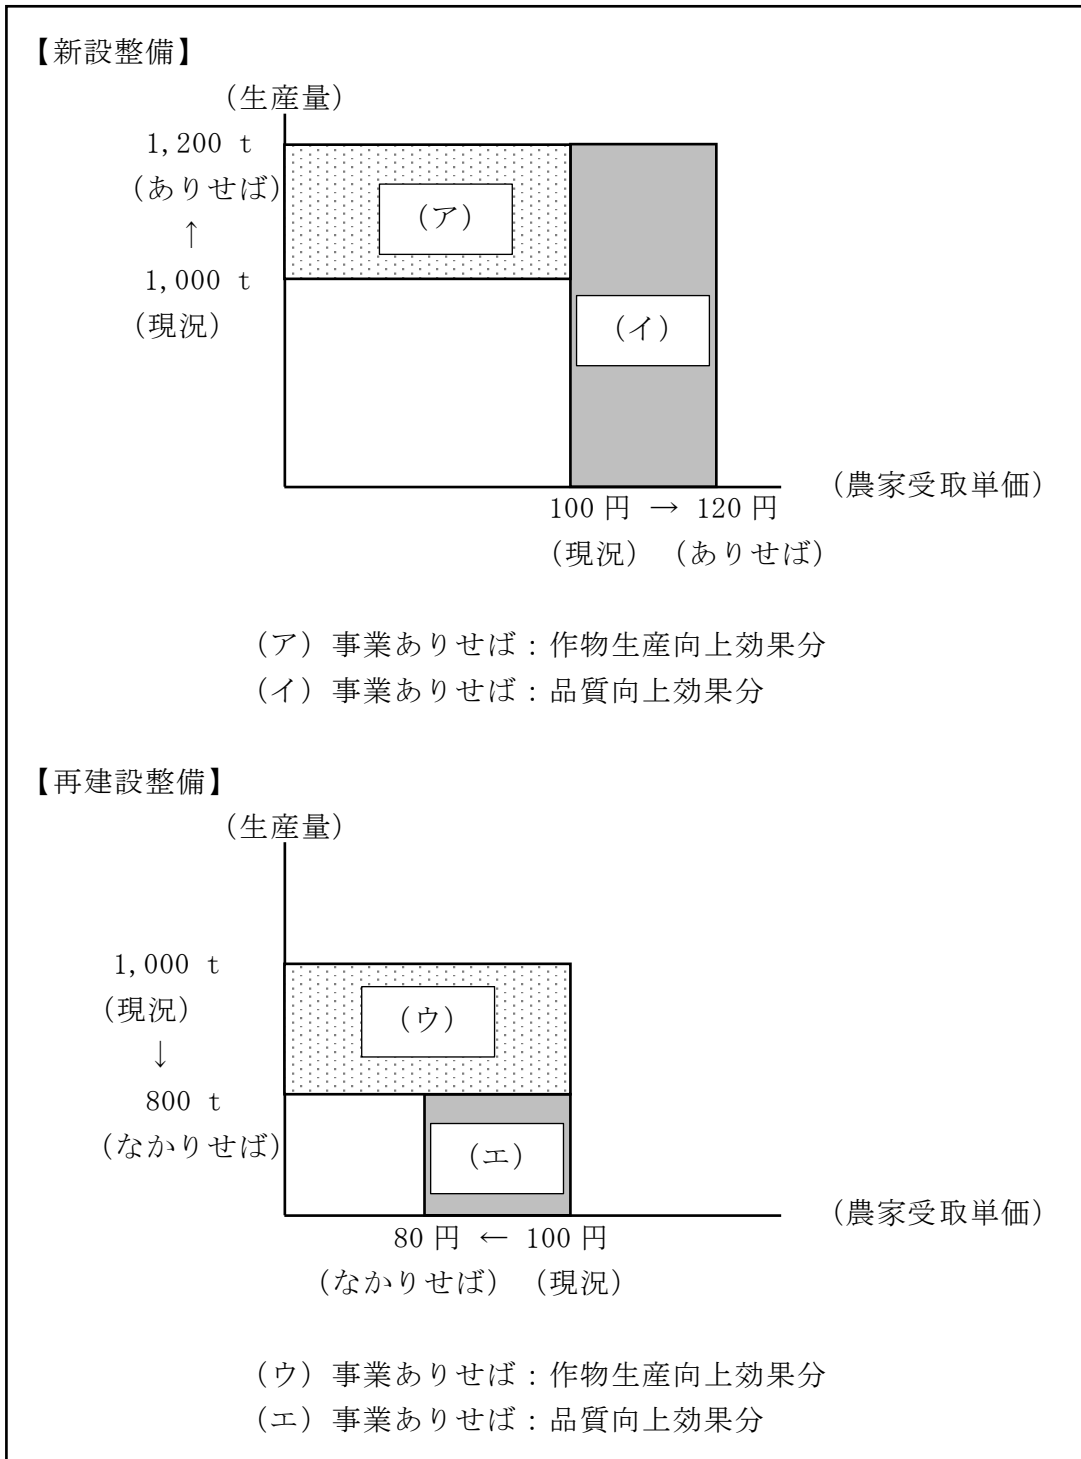 【新設整備】
（生産量）
1,200 t
（ありせば）
（ア）
↑
1,000 t
（現況）
（イ）
（農家受取単価）
100 円 → 120 円
（現況）（ありせば）
（ア）事業ありせば：作物生産向上効果分
（イ）事業ありせば：品質向上効果分
【再建設整備】
（生産量）
1,000 t
（現況）
（ウ）
↓
800 t
（なかりせば）
（エ）
（農家受取単価）
80 円 ← 100 円
（なかりせば）（現況）
（ウ）事業ありせば：作物生産向上効果分
（エ）事業ありせば：品質向上効果分